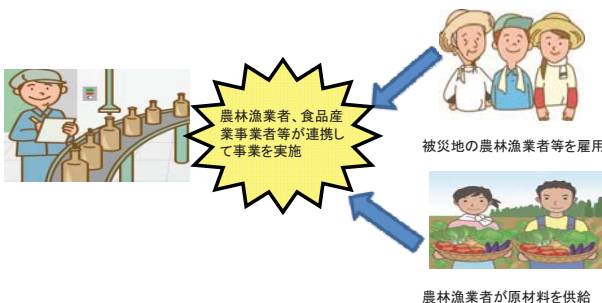 農林漁業者、食品産
業事業者等が連携し
て事業を実施
被災地の農林漁業者等を雇用
農林漁業者が原材料を供給